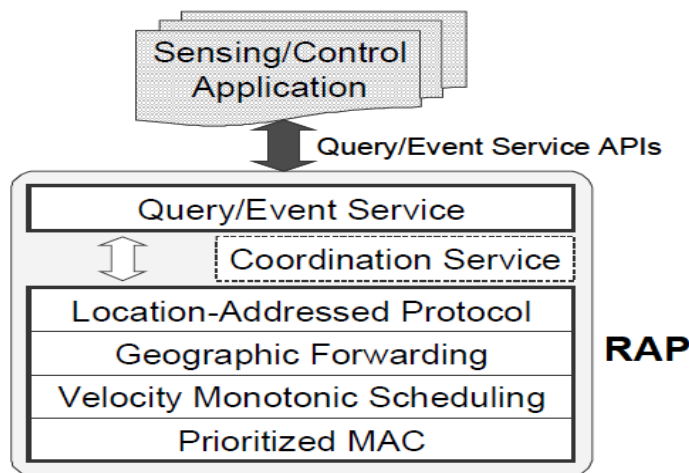 Sensing/Control
Application
Query/Event Service APIs
Query/Event Service
Coordination Service
Location-Addressed Protocol
Geographic Forwarding
Velocity Monotonic Scheduling
Prioritized MAC
RAP